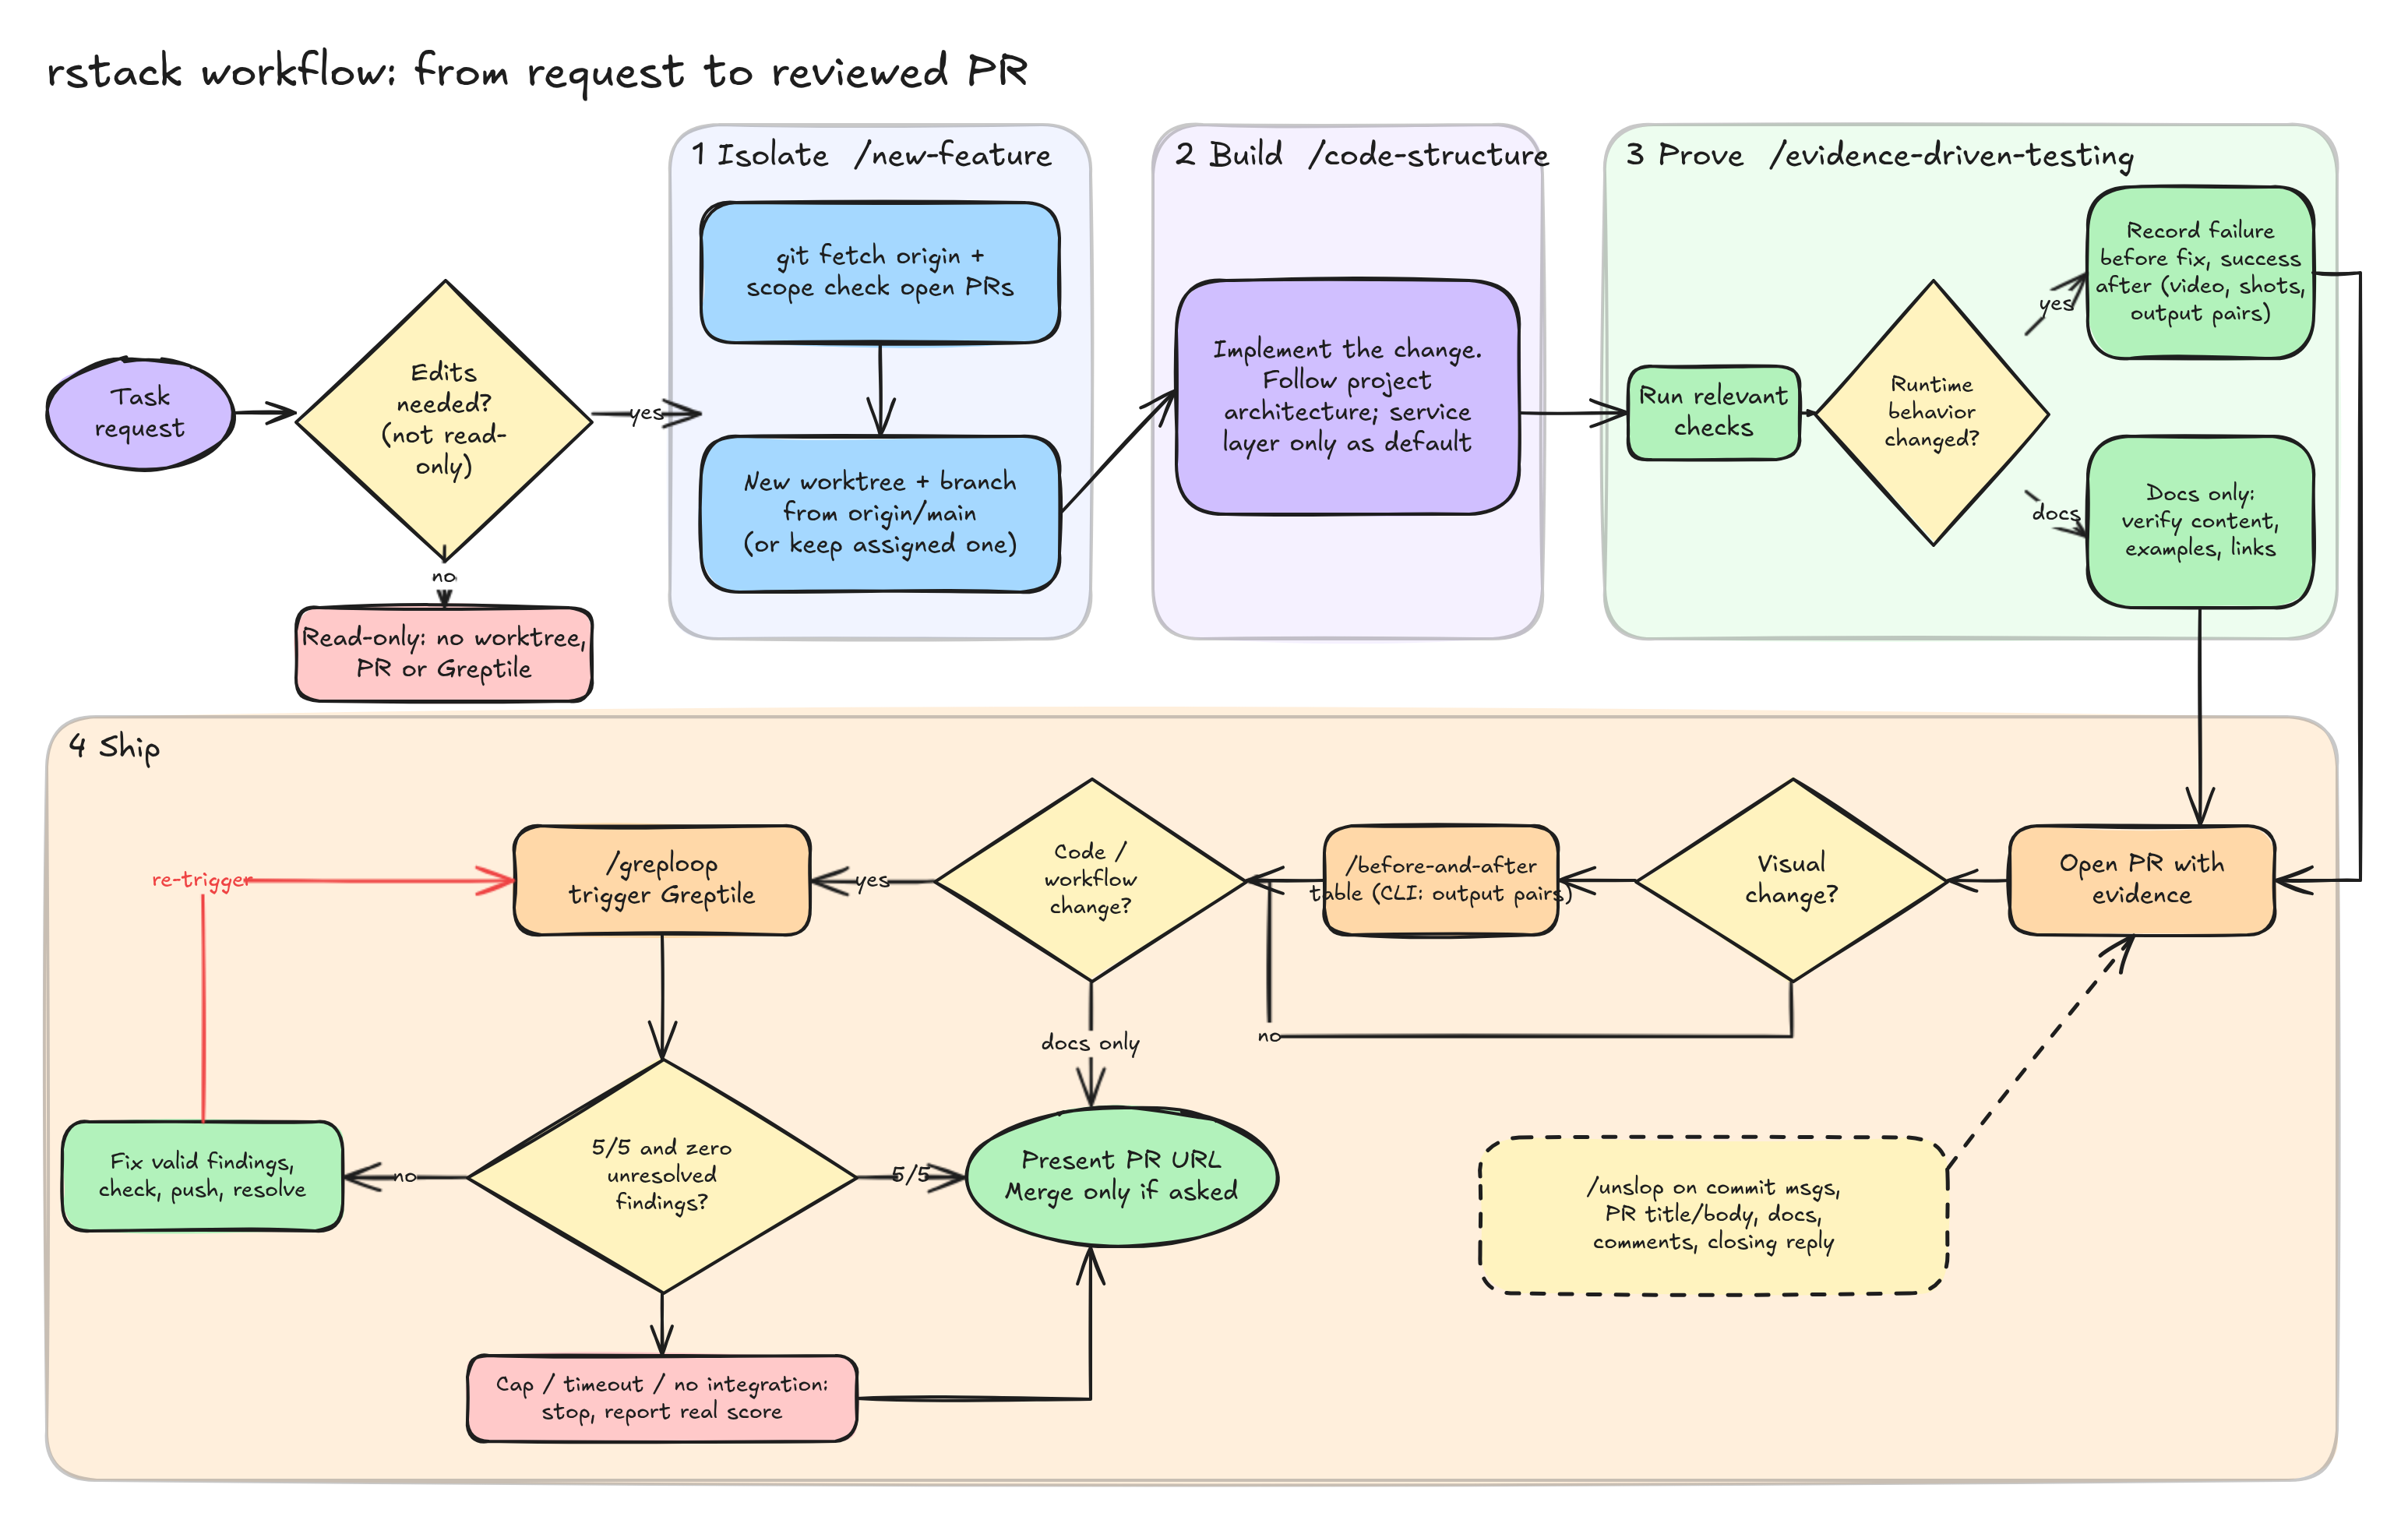 rstack workflow: from request to reviewed PR
1 Isolate /new-feature
2 Build /code-structure
3 Prove /evidence-driven-testing
Task
request
Edits
needed?
(not read-
only)
yes
no
Read-only: no worktree,
PR or Greptile
git fetch origin +
scope check open PRs
New worktree + branch
from origin/main
(or keep assigned one)
Implement the change.
Follow project
architecture; service
layer only as default
Run relevant
checks
Runtime
behavior
changed?
yes
docs
Record failure
before fix, success
after (video, shots,
output pairs)
Docs only:
verify content,
examples, links
4 Ship
Open PR with
evidence
Visual
change?
no
/before-and-after
table (CLI: output pairs)
Code /
workflow
change?
yes
docs only
/greploop
trigger Greptile
re-trigger
5/5 and zero
unresolved
findings?
no
5/5
Fix valid findings,
check, push, resolve
Present PR URL
Merge only if asked
Cap / timeout / no integration:
stop, report real score
/unslop on commit msgs,
PR title/body, docs,
comments, closing reply